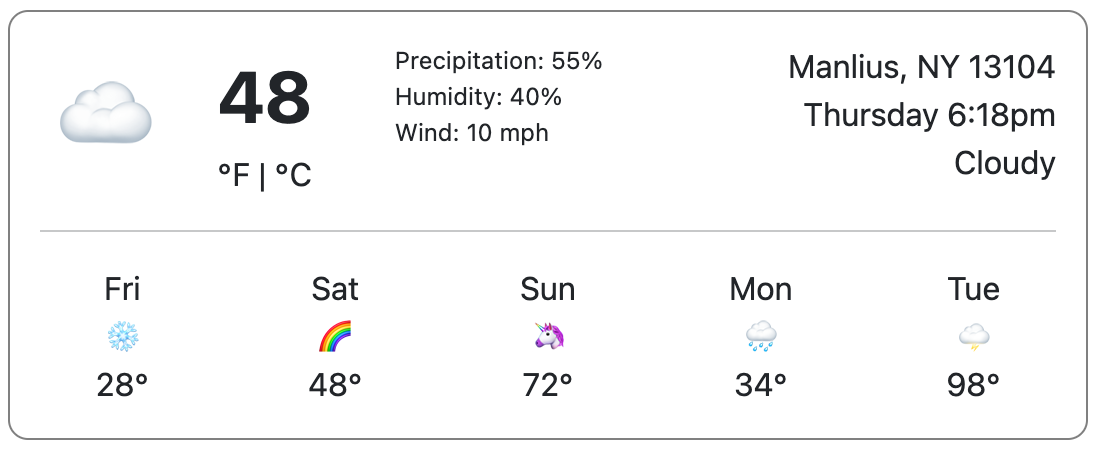 48
°F | °C
Precipitation: 55%
Humidity: 40%
Wind: 10 mph
Manlius, NY 13104
Thursday 6:18pm
Cloudy
Fri
28°
Sat
48°
Sun
72°
Mon
34°
Tue
98°